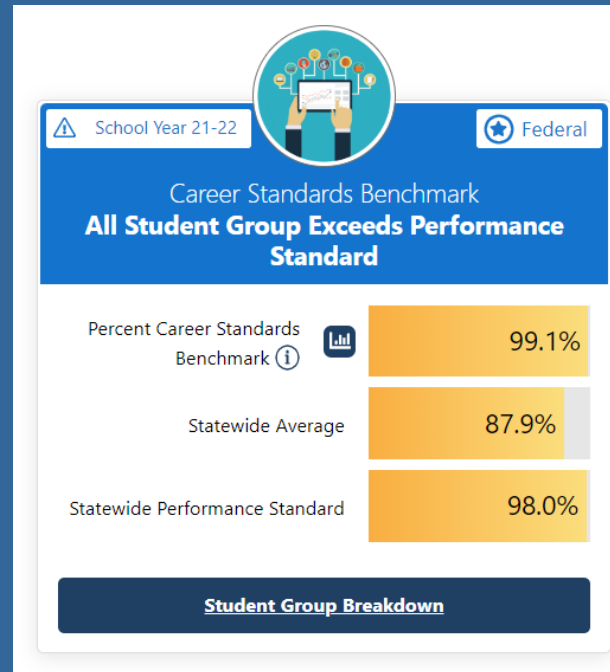 School Year 21-22
Federal
Career Standards Benchmark
All Student Group Exceeds Performance
Standard
Percent Career Standards
Benchmark
99.1%
Statewide Average
87.9%
Statewide Performance Standard
98.0%
Student Group Breakdown